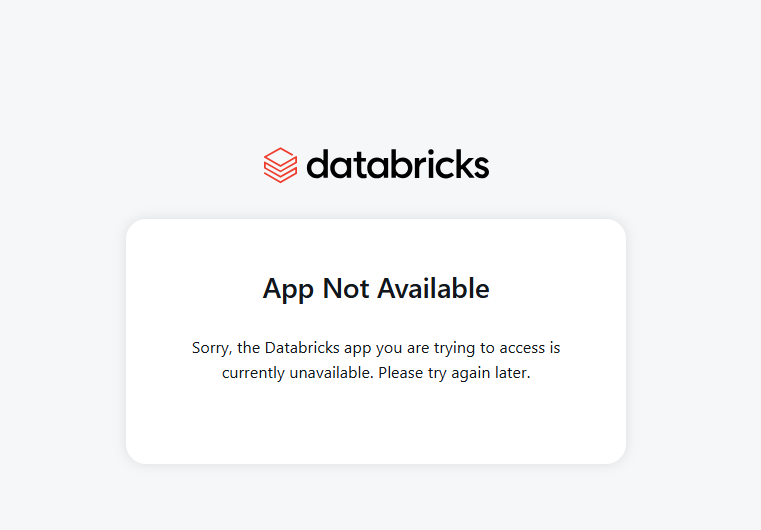 databricks
App Not Available
Sorry, the Databricks app you are trying to access is
currently unavailable. Please try again later.